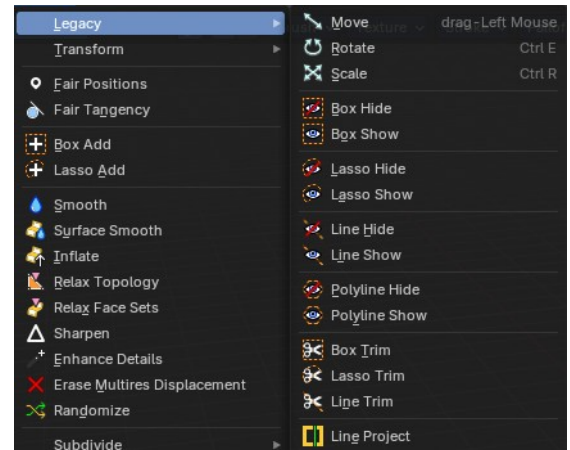 Legacy
Transform
Fair Positions
Fair Tangency
Box Add
Lasso Add
Smooth
Surface Smooth
Inflate
Relax Topology
Relax Face Sets
Sharpen
Enhance Details
Erase Multires Displacement
Randomize
Subdivide
Move drag-Left Mouse
Rotate Ctrl E
Scale Ctrl R
Box Hide
Box Show
Lasso Hide
Lasso Show
Line Hide
Line Show
Polyline Hide
Polyline Show
Box Trim
Lasso Trim
Line Trim
Line Project